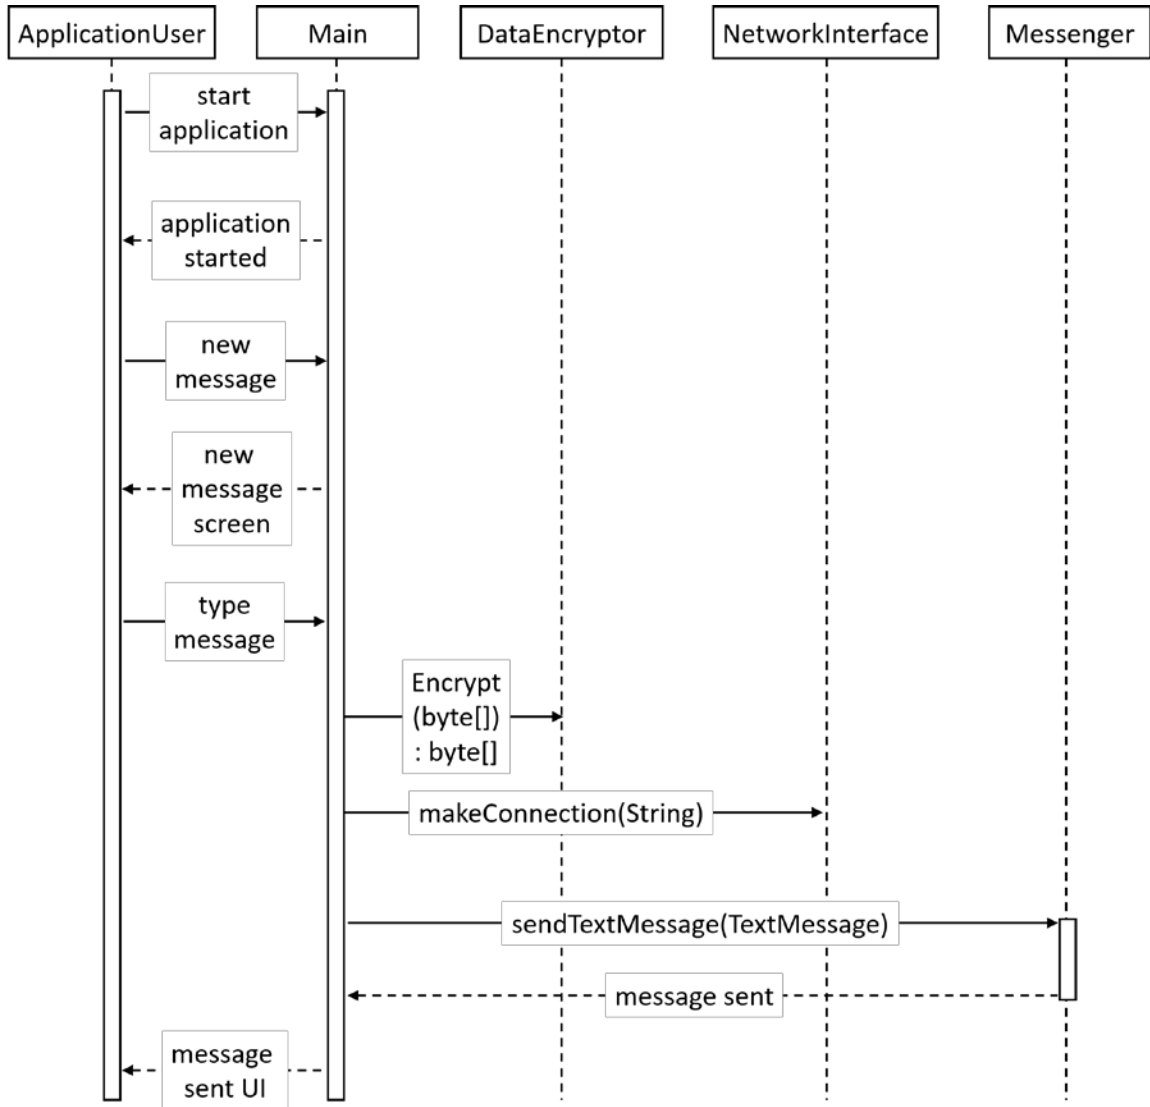 ApplicationUser
Main
DataEncryptor
NetworkInterface
Messenger
start
application
application
started
new
message
new
message
screen
type
message
Encrypt
(byte[])
: byte[]
makeConnection(String)
sendTextMessage(TextMessage)
message sent
message
sent UI